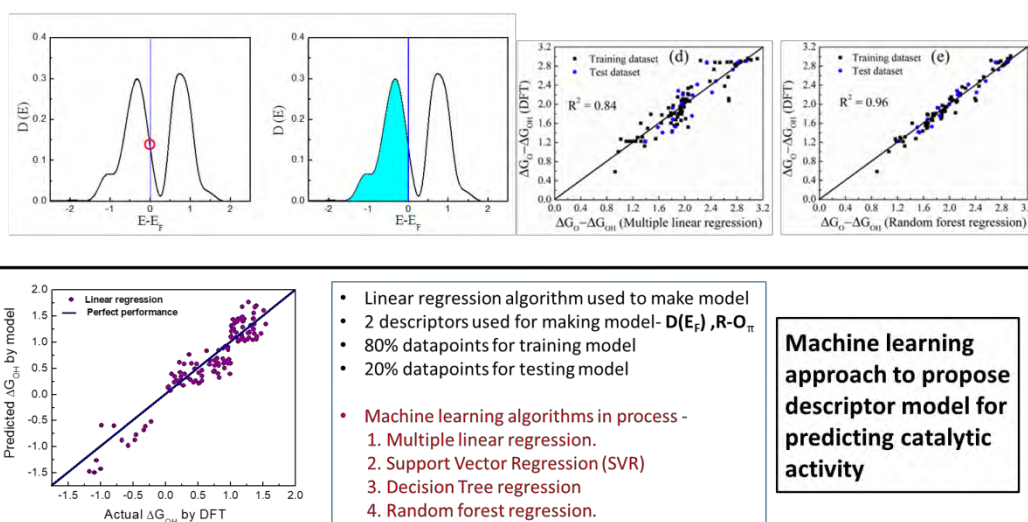 0.3
0.2
0.1
0.0
D (E)
-2
-1
0
1
2
E-E_F
0.3
0.2
0.1
0.0
D (E)
-2
-1
0
1
2
E-E_F
3.2
2.8
2.4
2.0
1.6
1.2
0.8
0.4
0.0
ΔG_O−ΔG_OH (DFT)
Training dataset
(d)
Test dataset
R² = 0.84
0.0 0.4 0.8 1.2 1.6 2.0 2.4 2.8 3.2
ΔG_O−ΔG_OH (Multiple linear regression)
3.2
2.8
2.4
2.0
1.6
1.2
0.8
0.4
0.0
ΔG_O−ΔG_OH (DFT)
Training dataset
(e)
Test dataset
R² = 0.96
0.0 0.4 0.8 1.2 1.6 2.0 2.4 2.8 3.2
ΔG_O−ΔG_OH (Random forest regression)
2.0
1.5
1.0
0.5
0.0
-0.5
-1.0
-1.5
Predicted ΔG_OH by model
Linear regression
Perfect performance
-1.5 -1.0 -0.5 0.0 0.5 1.0 1.5 2.0
Actual ΔG_OH by DFT
• Linear regression algorithm used to make model
• 2 descriptors used for making model- D(E_F) ,R-O_π
• 80% datapoints for training model
• 20% datapoints for testing model
• Machine learning algorithms in process -
1. Multiple linear regression.
2. Support Vector Regression (SVR)
3. Decision Tree regression
4. Random forest regression.
Machine learning
approach to propose
descriptor model for
predicting catalytic
activity